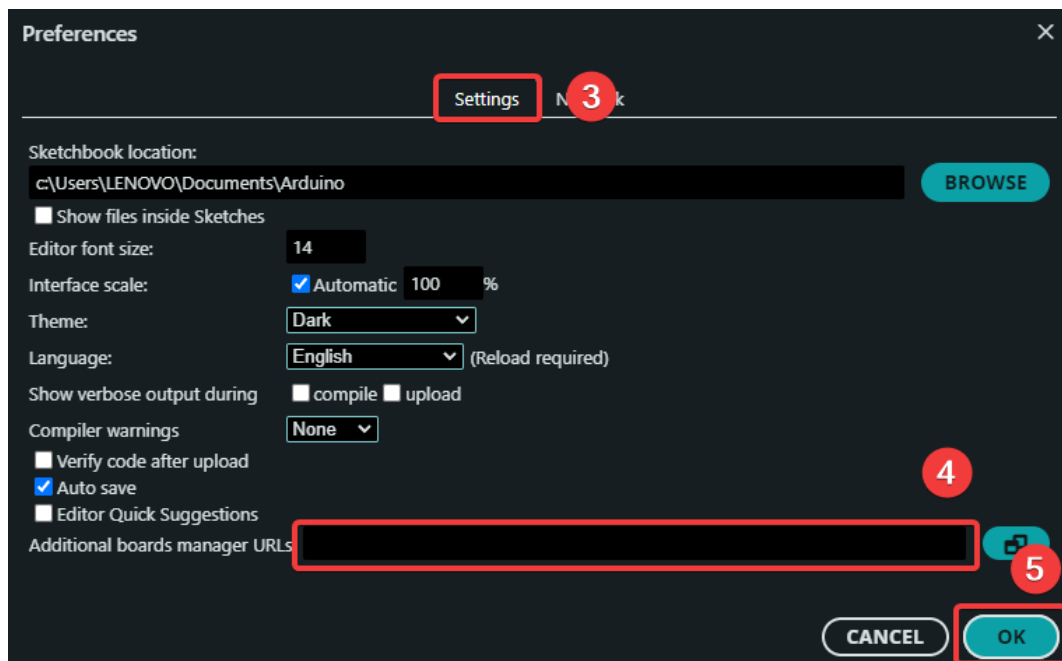 Preferences
Settings
3
Sketchbook location:
c:\Users\LENOVO\Documents\Arduino
BROWSE
Show files inside Sketches
Editor font size:
14
Interface scale:
Automatic 100 %
Theme:
Dark
Language:
English (Reload required)
Show verbose output during
compile upload
Compiler warnings
None
Verify code after upload
4
Auto save
Editor Quick Suggestions
Additional boards manager URLs
5
CANCEL
OK